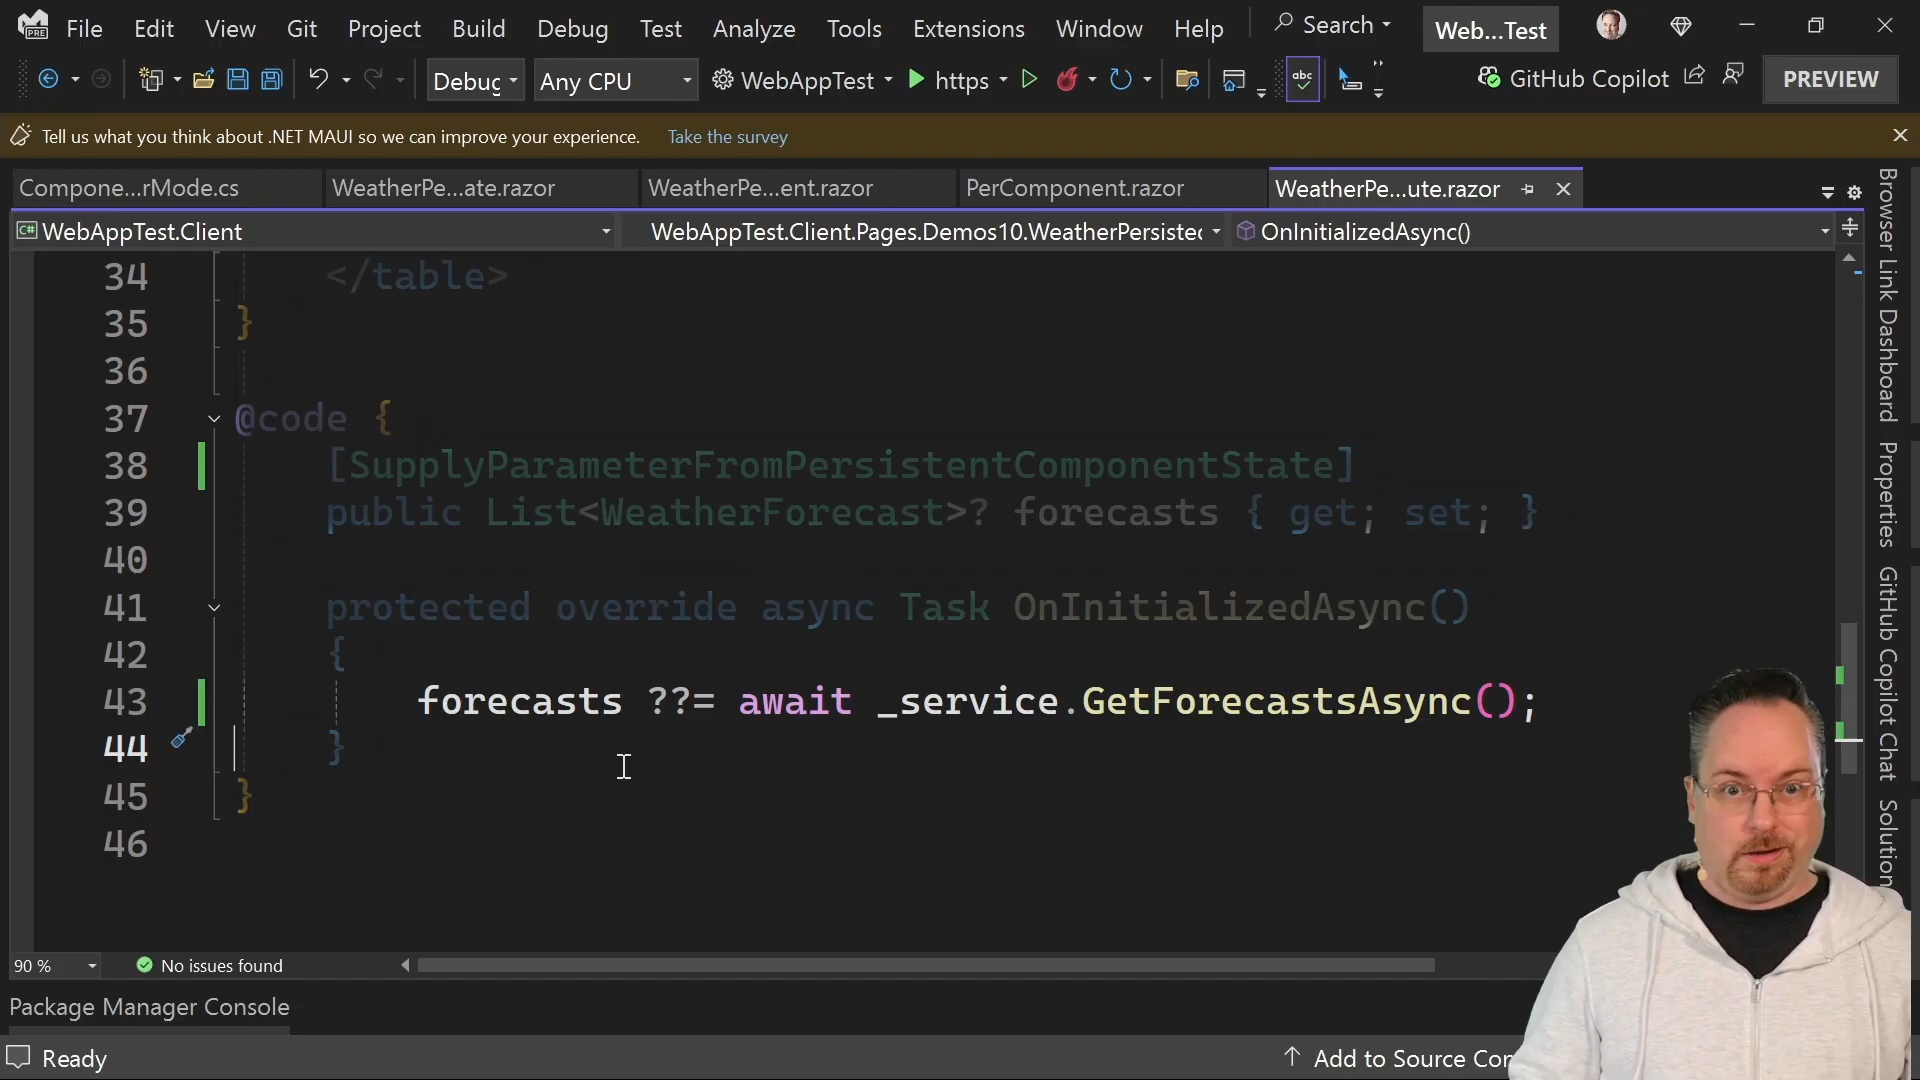 PRE File Edit View Git Project Build Debug Test Analyze Tools Extensions Window Help Search Web...Test
Debug Any CPU WebAppTest https abc GitHub Copilot PREVIEW
Tell us what you think about .NET MAUI so we can improve your experience. Take the survey
Compone...rMode.cs WeatherPe...ate.razor WeatherPe...ent.razor PerComponent.razor WeatherPe...ute.razor
C# WebAppTest.Client WebAppTest.Client.Pages.Demos10.WeatherPersisted OnInitializedAsync()
34 </table>
35 }
36
37 @code {
38 [SupplyParameterFromPersistentComponentState]
39 public List<WeatherForecast>? forecasts { get; set; }
40
41 protected override async Task OnInitializedAsync()
42 {
43 forecasts ??= await _service.GetForecastsAsync();
44 }
45 }
46
90 % No issues found
Package Manager Console
Ready Add to Source Con
Browser Link Dashboard
Properties
GitHub Copilot Chat
Solution